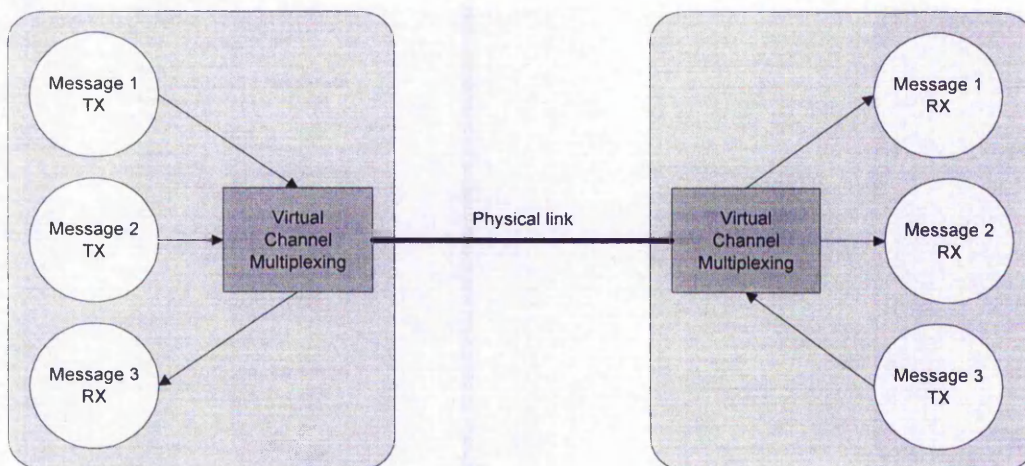 Message 1
TX
Message 2
TX
Message 3
RX
Virtual
Channel
Multiplexing
Physical link
Virtual
Channel
Multiplexing
Message 1
RX
Message 2
RX
Message 3
TX